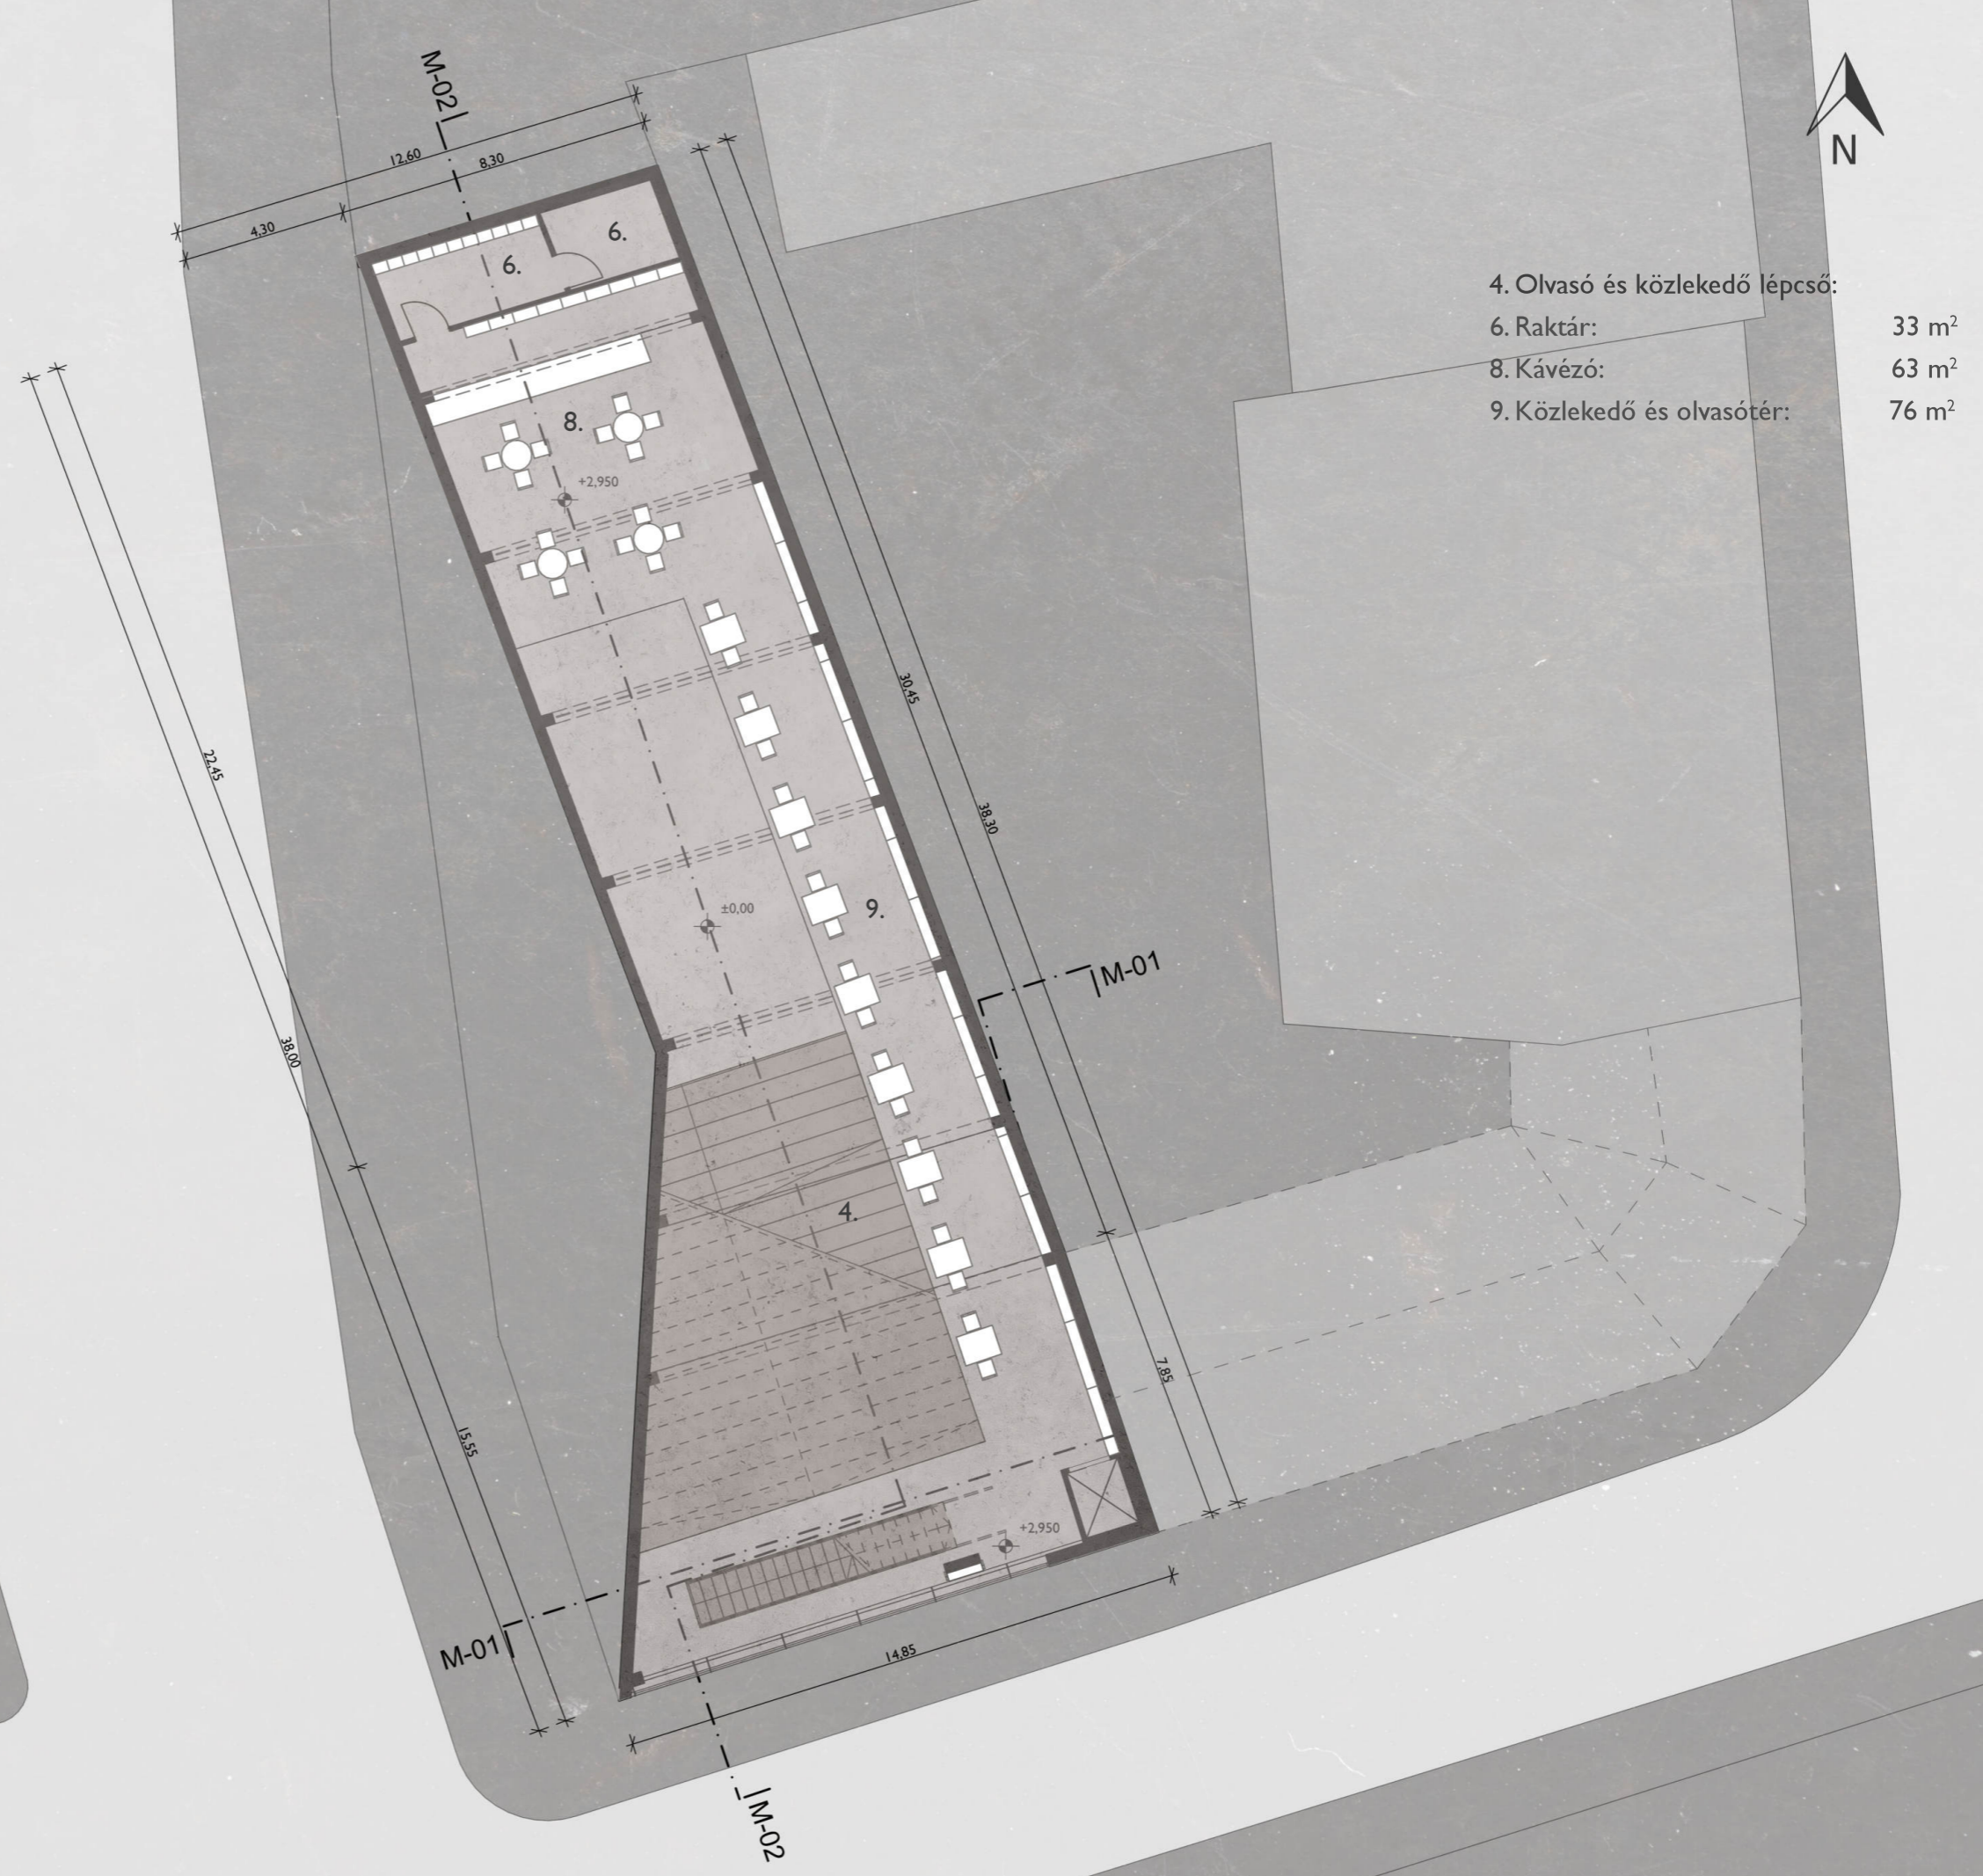 M-02
12,60
8,30
4,30
N
6.
6.
4. Olvasó és közlekedő lépcső:
6. Raktár: 33 m²
8. Kávézó: 63 m²
9. Közlekedő és olvasótér: 76 m²
8.
+2,950
30,45
22,45
38,30
9.
±0,00
M-01
38,00
4.
7,85
15,55
+2,950
M-01
14,85
M-02